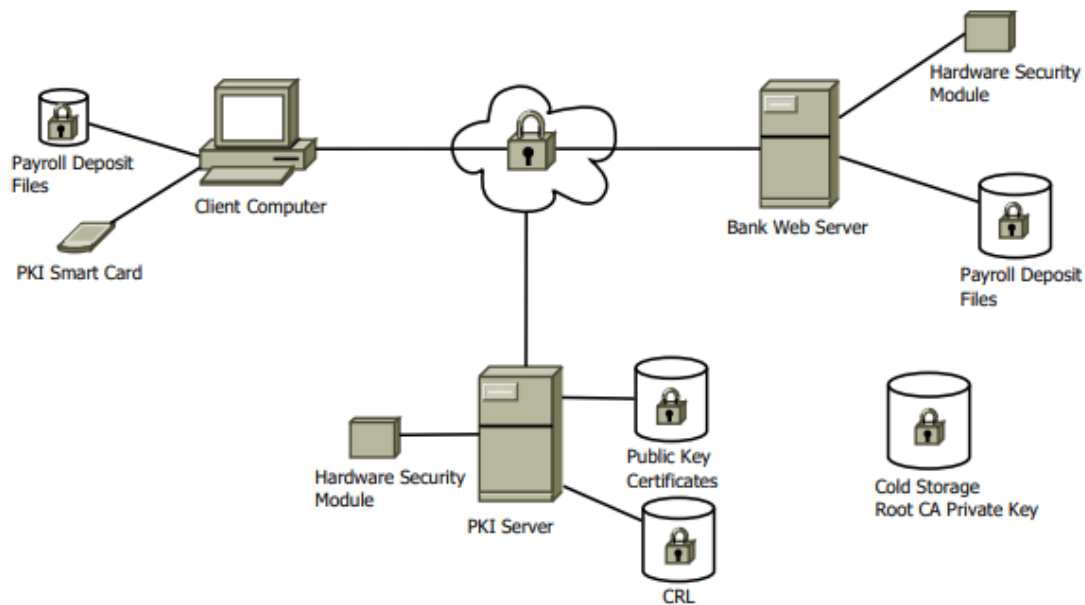 Hardware Security
Module
Payroll Deposit
Files
Client Computer
PKI Smart Card
Bank Web Server
Payroll Deposit
Files
Hardware Security
Module
PKI Server
Public Key
Certificates
CRL
Cold Storage
Root CA Private Key